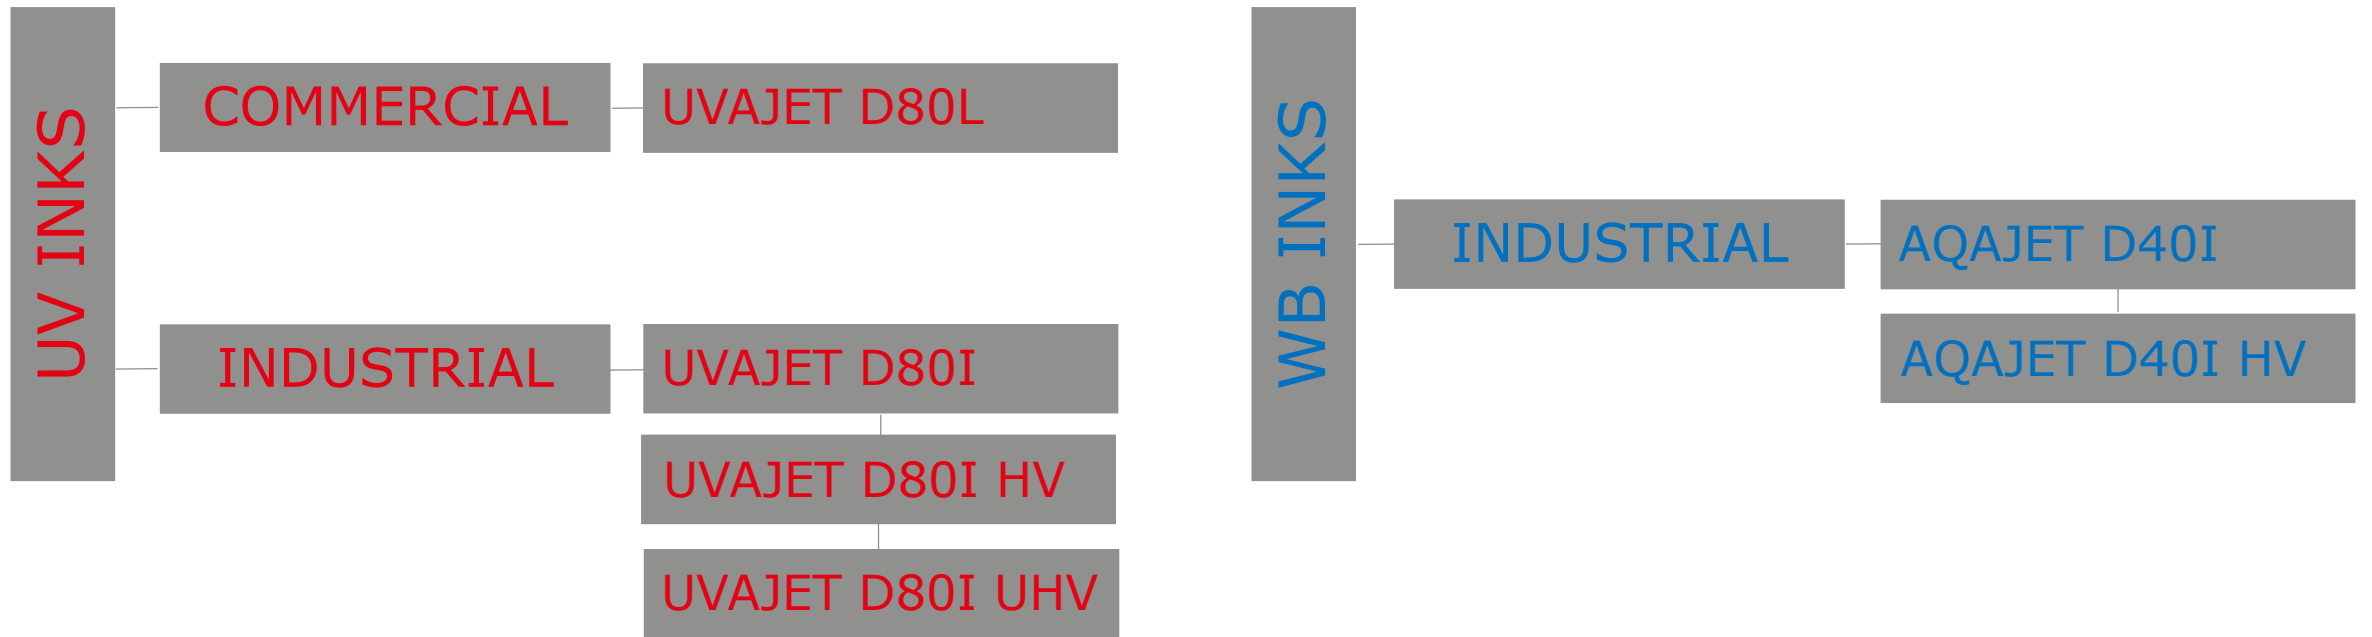 UV INKS
COMMERCIAL
UVAJET D80L
INDUSTRIAL
UVAJET D80I
UVAJET D80I HV
UVAJET D80I UHV
WB INKS
INDUSTRIAL
AQAJET D40I
AQAJET D40I HV